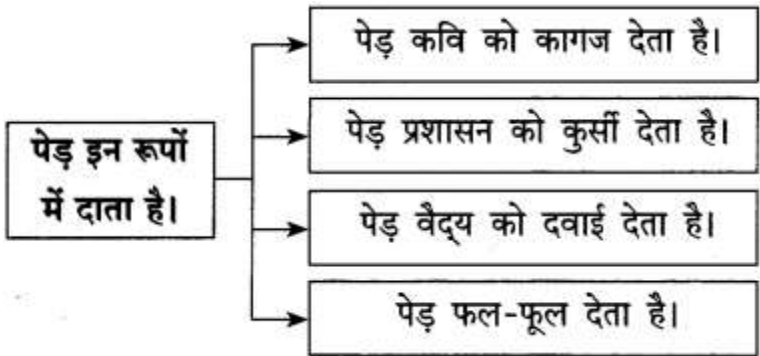 पेड़ इन रूपों
में दाता है।
पेड़ कवि को कागज देता है।
पेड़ प्रशासन को कुर्सी देता है।
पेड़ वैद्‌य को दवाई देता है।
पेड़ फल-फूल देता है।